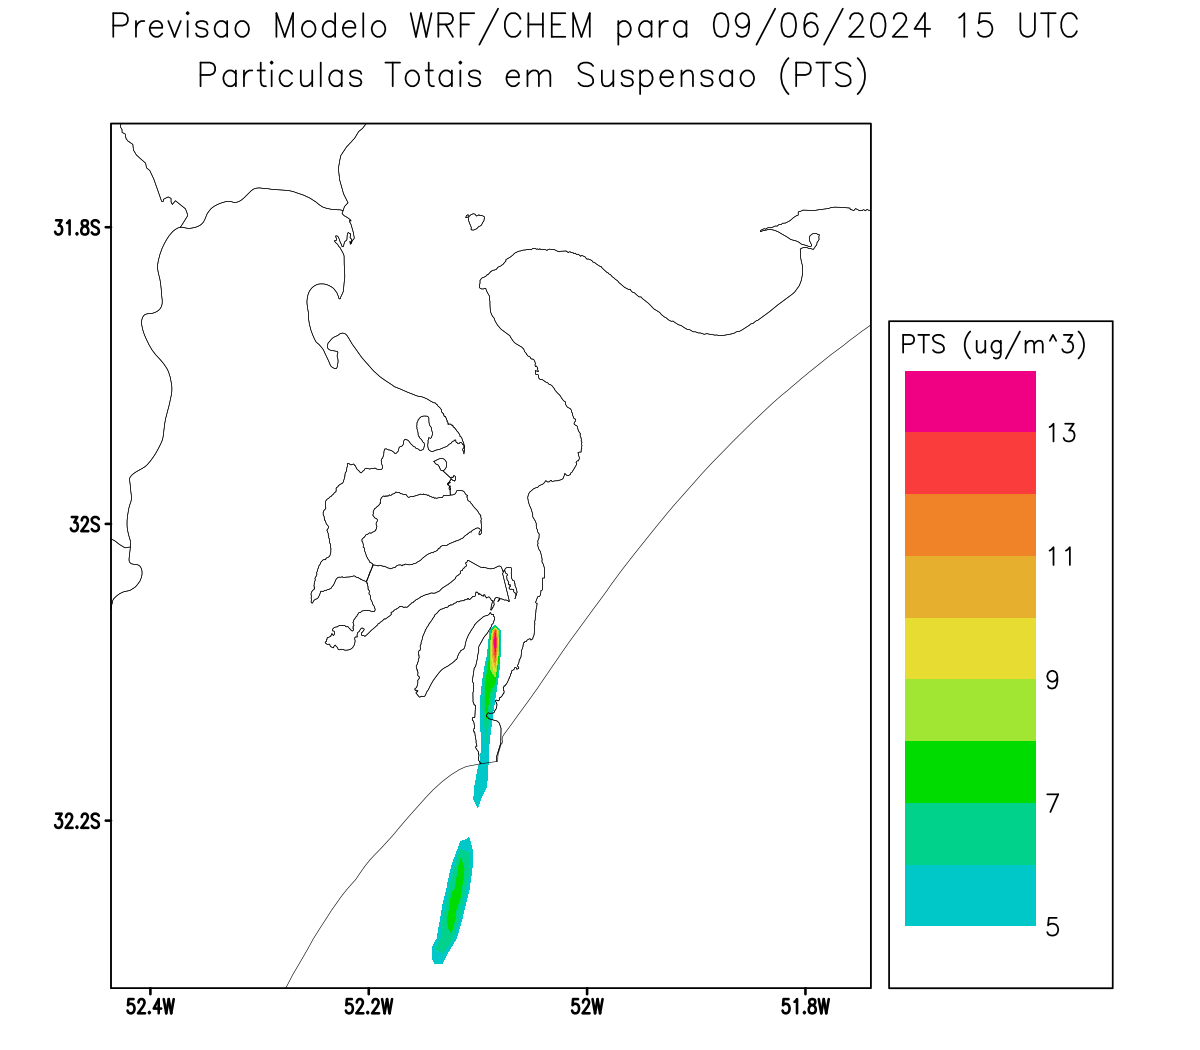 Previsao Modelo WRF/CHEM para 09/06/2024 15 UTC
Particulas Totais em Suspensao (PTS)
31.8S
32S
32.2S
52.4W
52.2W
52W
51.8W
PTS (ug/m^3)
13
11
9
7
5